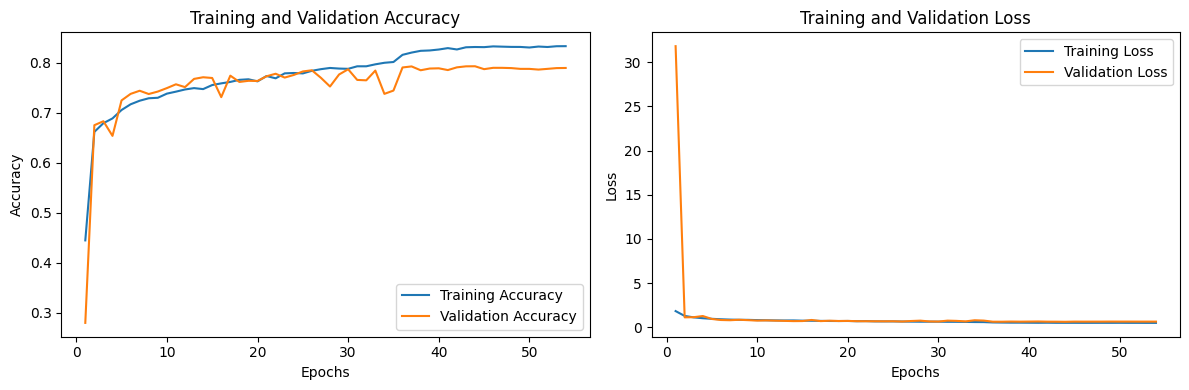 Training and Validation Accuracy
Accuracy
0.8
0.7
0.6
0.5
0.4
0.3
0
10
20
30
40
50
Epochs
Training Accuracy
Validation Accuracy
Training and Validation Loss
Loss
30
25
20
15
10
5
0
0
10
20
30
40
50
Epochs
Training Loss
Validation Loss